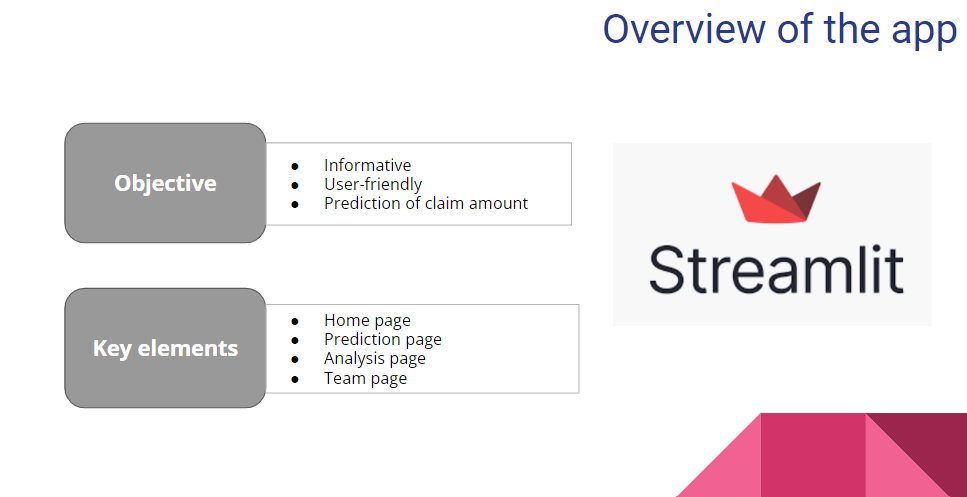 Overview of the app
Objective
● Informative
● User-friendly
● Prediction of claim amount
Streamlit
Key elements
● Home page
● Prediction page
● Analysis page
● Team page